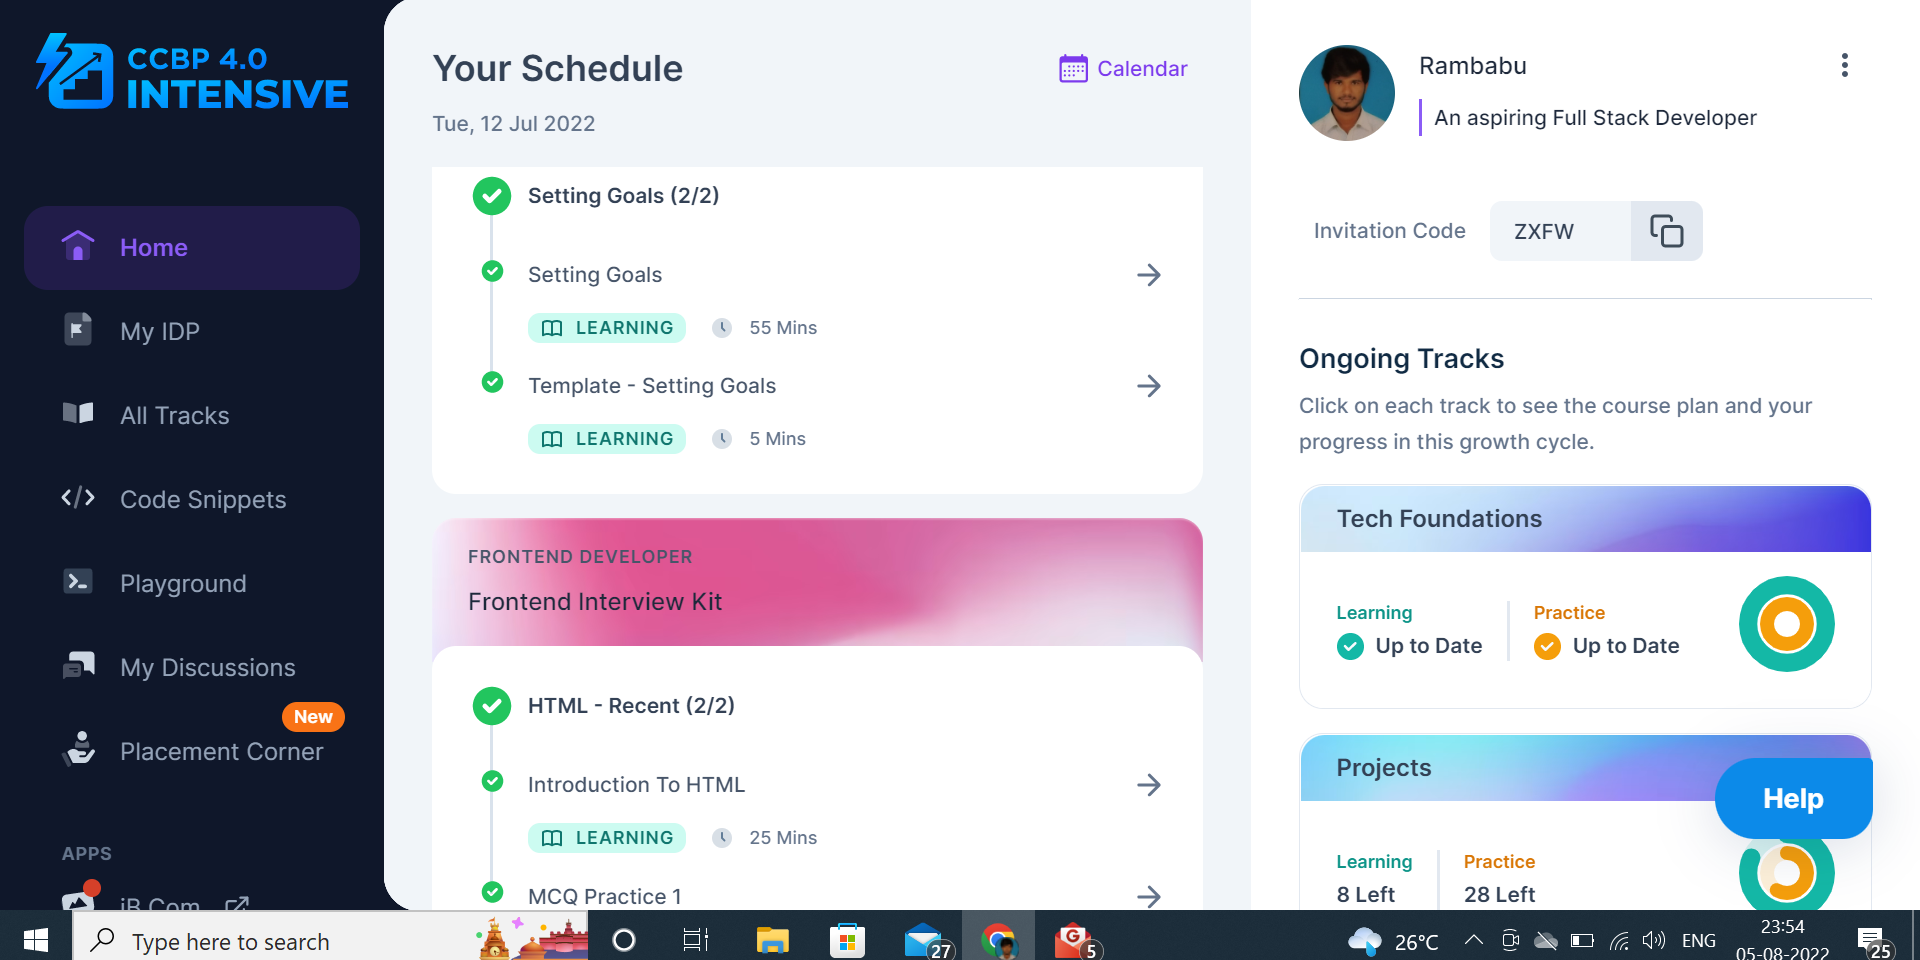 CCBP 4.0
INTENSIVE
Home
My IDP
All Tracks
Code Snippets
Playground
My Discussions
New
Placement Corner
APPS
iB Com
Your Schedule
Calendar
Tue, 12 Jul 2022
Setting Goals (2/2)
Setting Goals
LEARNING 55 Mins
Template - Setting Goals
LEARNING 5 Mins
FRONTEND DEVELOPER
Frontend Interview Kit
HTML - Recent (2/2)
Introduction To HTML
LEARNING 25 Mins
MCQ Practice 1
Rambabu
An aspiring Full Stack Developer
Invitation Code ZXFW
Ongoing Tracks
Click on each track to see the course plan and your
progress in this growth cycle.
Tech Foundations
Learning Practice
Up to Date Up to Date
Projects
Help
Learning Practice
8 Left 28 Left
Type here to search
27
G
5
26°C
ENG
23:54
05-08-2022
25